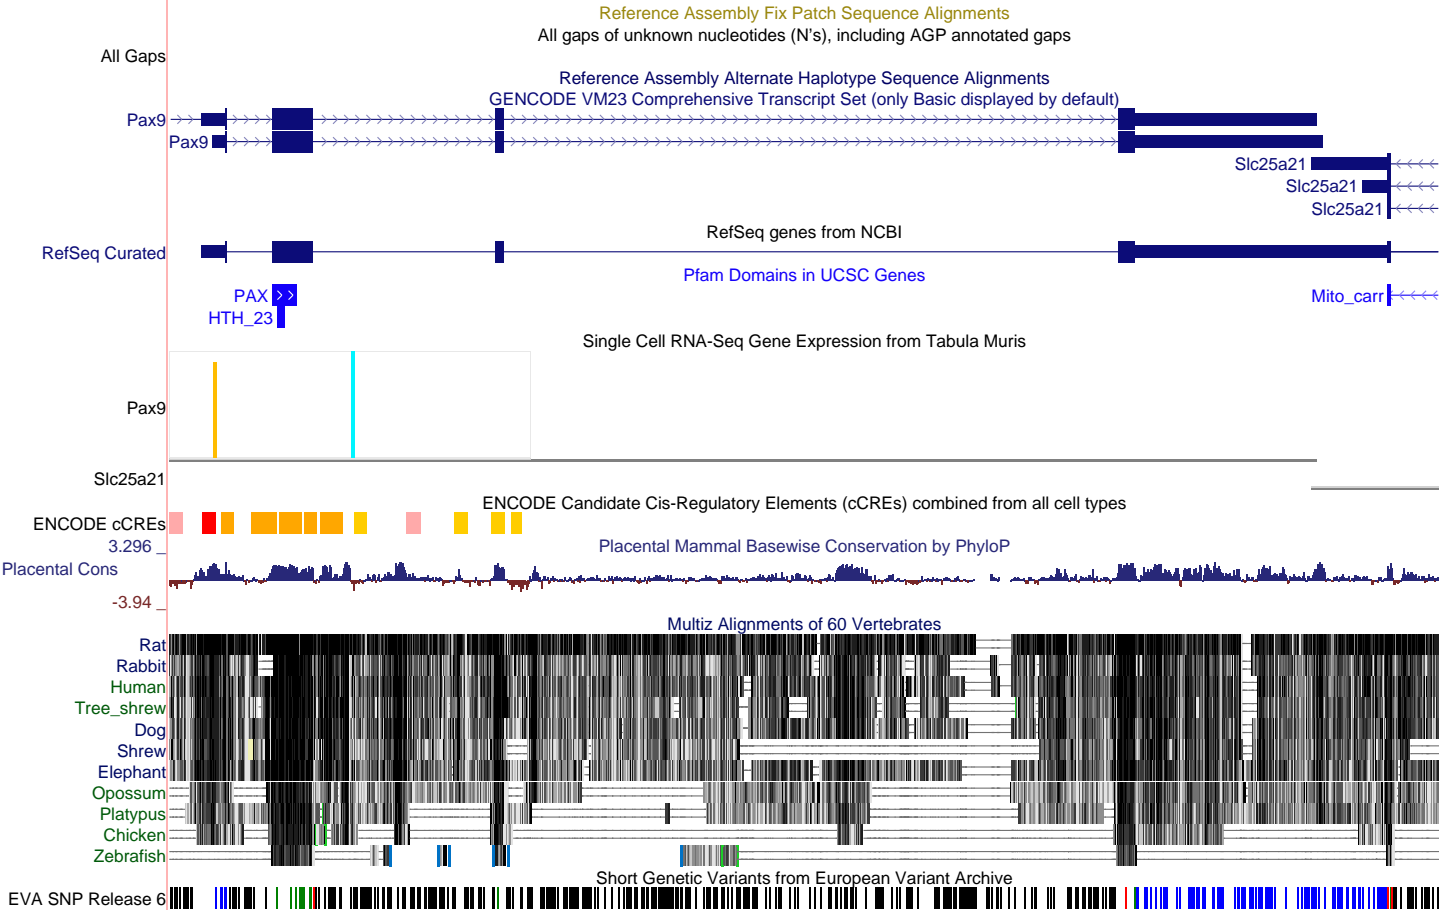 Reference Assembly Fix Patch Sequence Alignments
All gaps of unknown nucleotides (N's), including AGP annotated gaps
All Gaps
Reference Assembly Alternate Haplotype Sequence Alignments
GENCODE VM23 Comprehensive Transcript Set (only Basic displayed by default)
Pax9
Pax9
Slc25a21
Slc25a21
Slc25a21
RefSeq genes from NCBI
RefSeq Curated
Pfam Domains in UCSC Genes
PAX
Mito_carr
HTH_23
Single Cell RNA-Seq Gene Expression from Tabula Muris
Pax9
Slc25a21
ENCODE Candidate Cis-Regulatory Elements (cCREs) combined from all cell types
ENCODE cCREs
3.296 _
Placental Mammal Basewise Conservation by PhyloP
Placental Cons
-3.94 _
Multiz Alignments of 60 Vertebrates
Rat
Rabbit
Human
Tree_shrew
Dog
Shrew
Elephant
Opossum
Platypus
Chicken
Zebrafish
Short Genetic Variants from European Variant Archive
EVA SNP Release 6